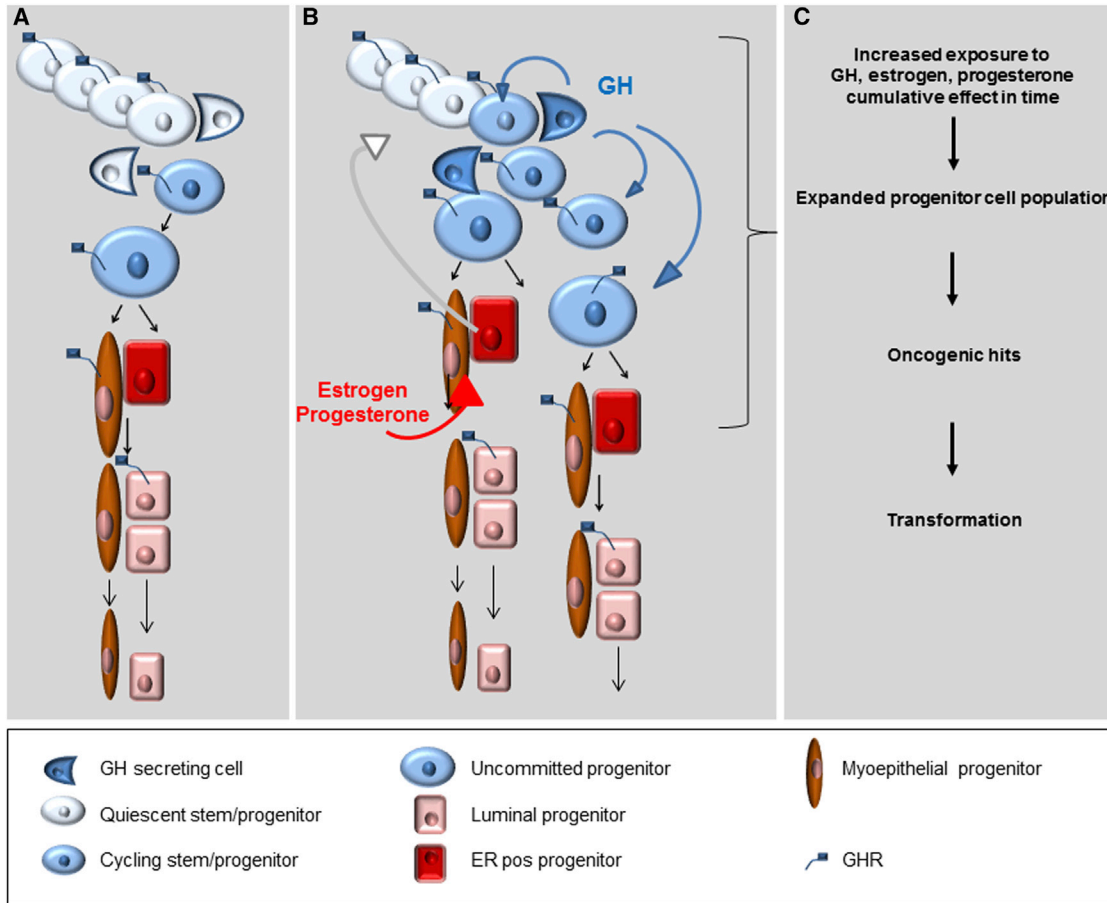 A
B
GH
Estrogen
Progesterone
C
Increased exposure to
GH, estrogen, progesterone
cumulative effect in time
Expanded progenitor cell population
Oncogenic hits
Transformation
GH secreting cell
Quiescent stem/progenitor
Cycling stem/progenitor
Uncommitted progenitor
Luminal progenitor
ER pos progenitor
Myoepithelial progenitor
GHR